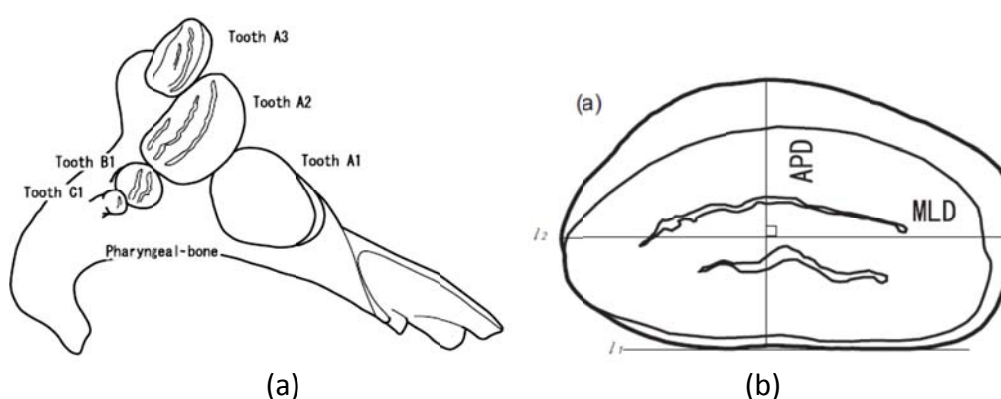 Tooth A3
Tooth A2
Tooth A1
Tooth B1
Tooth C1
Pharyngeal-bone
(a)
(a)
APD
MLD
l2
l1
(b)